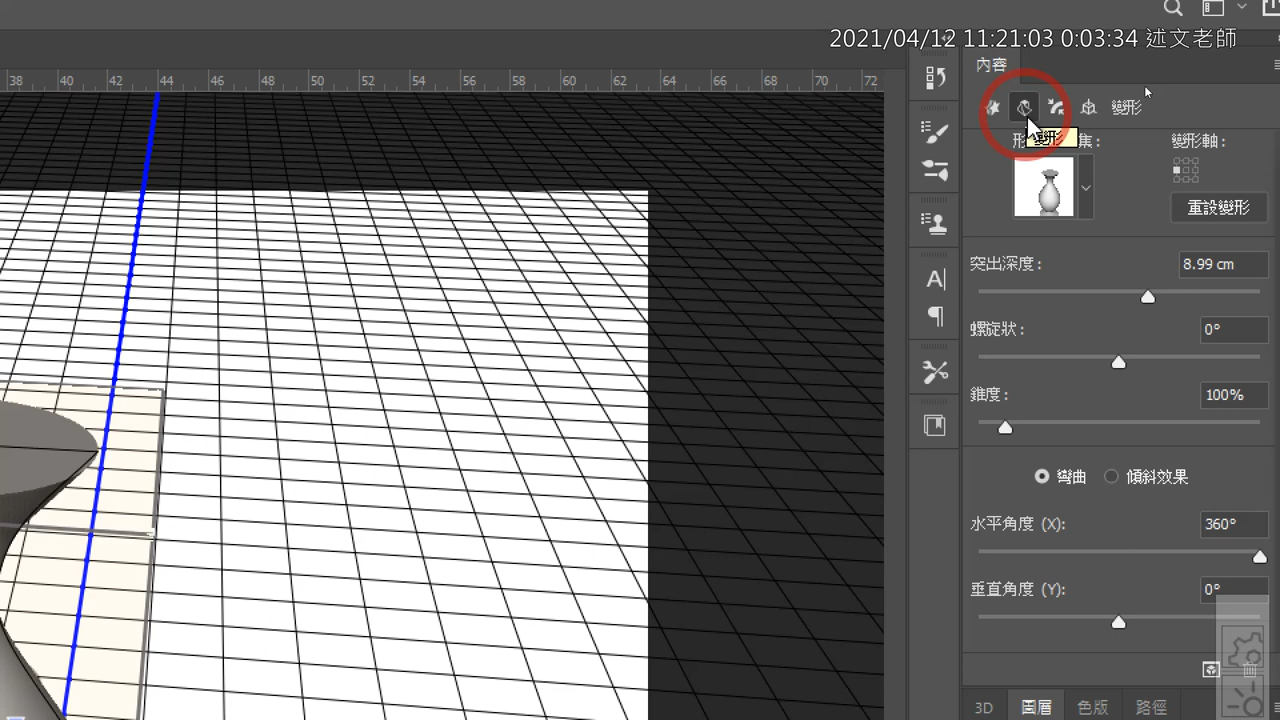 2021/04/12 11:21:03 0:03:34 述文老師
內容
38 40 42 44 46 48 50 52 54 56 58 60 62 64 66 68 70 72
變形
形
變形
集：
變形軸：
重設變形
突出深度：
8.99 cm
螺旋狀：
0°
錐度：
100%
彎曲
傾斜效果
水平角度 (X):
360°
垂直角度 (Y):
0°
3D
圖層
色版
路徑